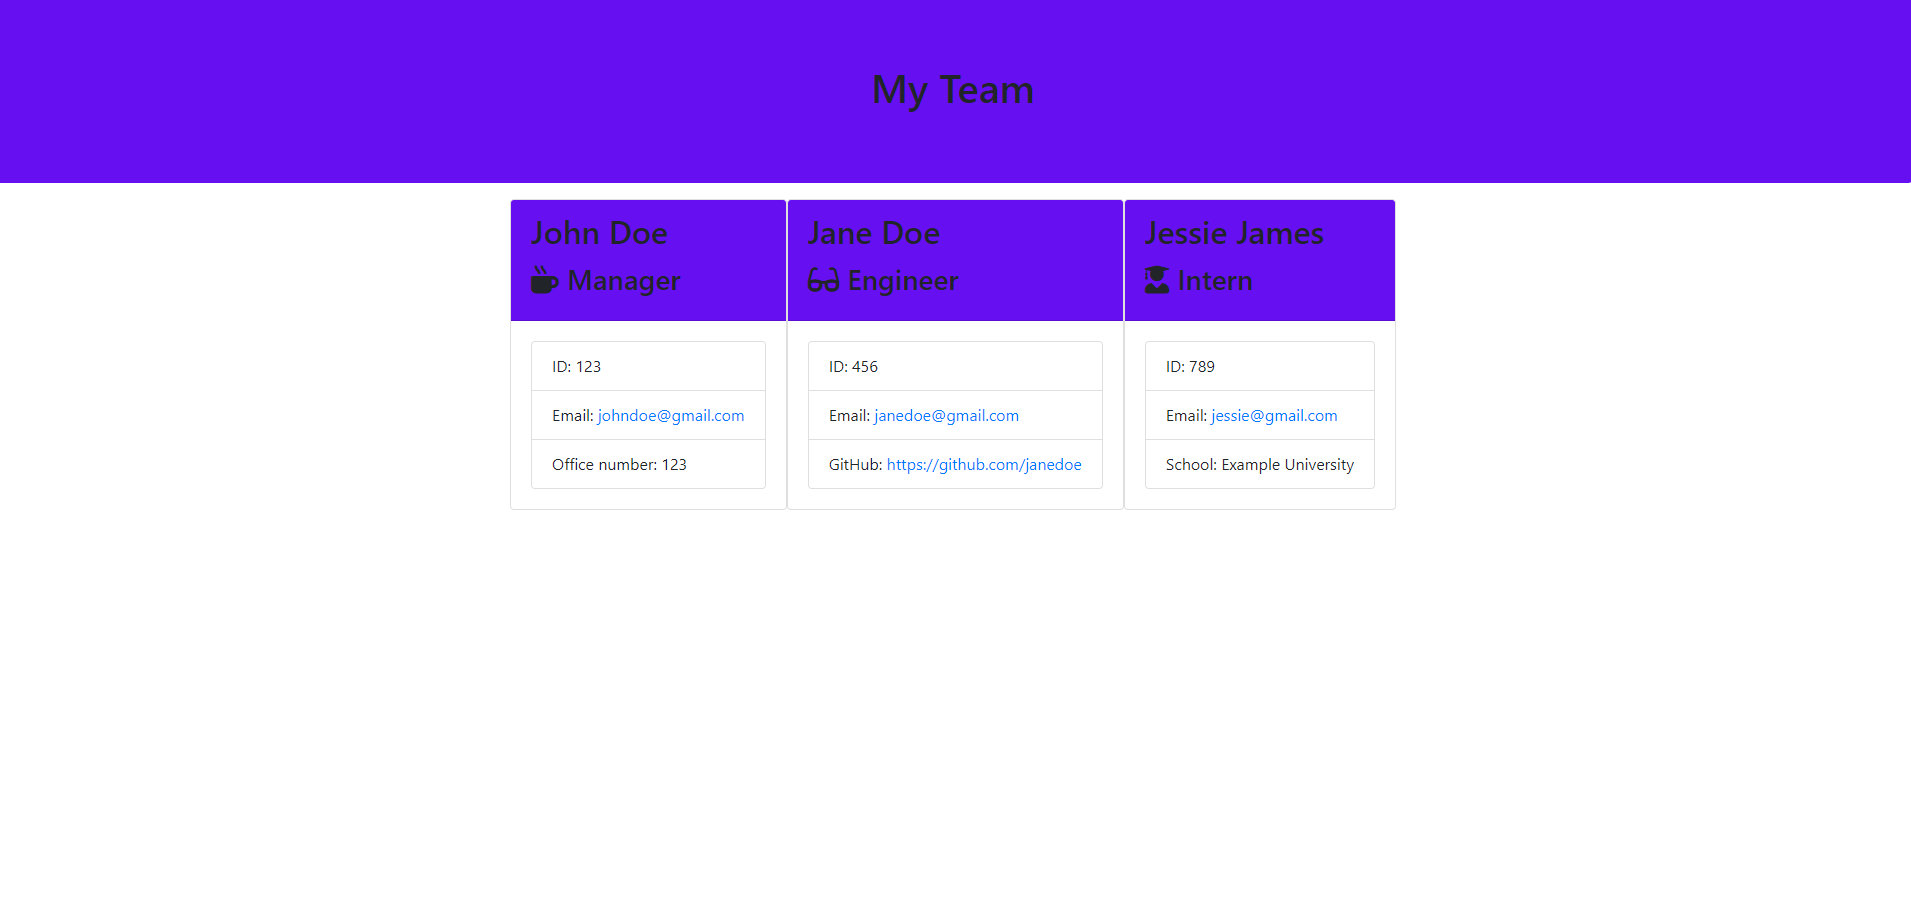 My Team
John Doe
Manager
ID: 123
Email: johndoe@gmail.com
Office number: 123
Jane Doe
Engineer
ID: 456
Email: janedoe@gmail.com
GitHub: https://github.com/janedoe
Jessie James
Intern
ID: 789
Email: jessie@gmail.com
School: Example University